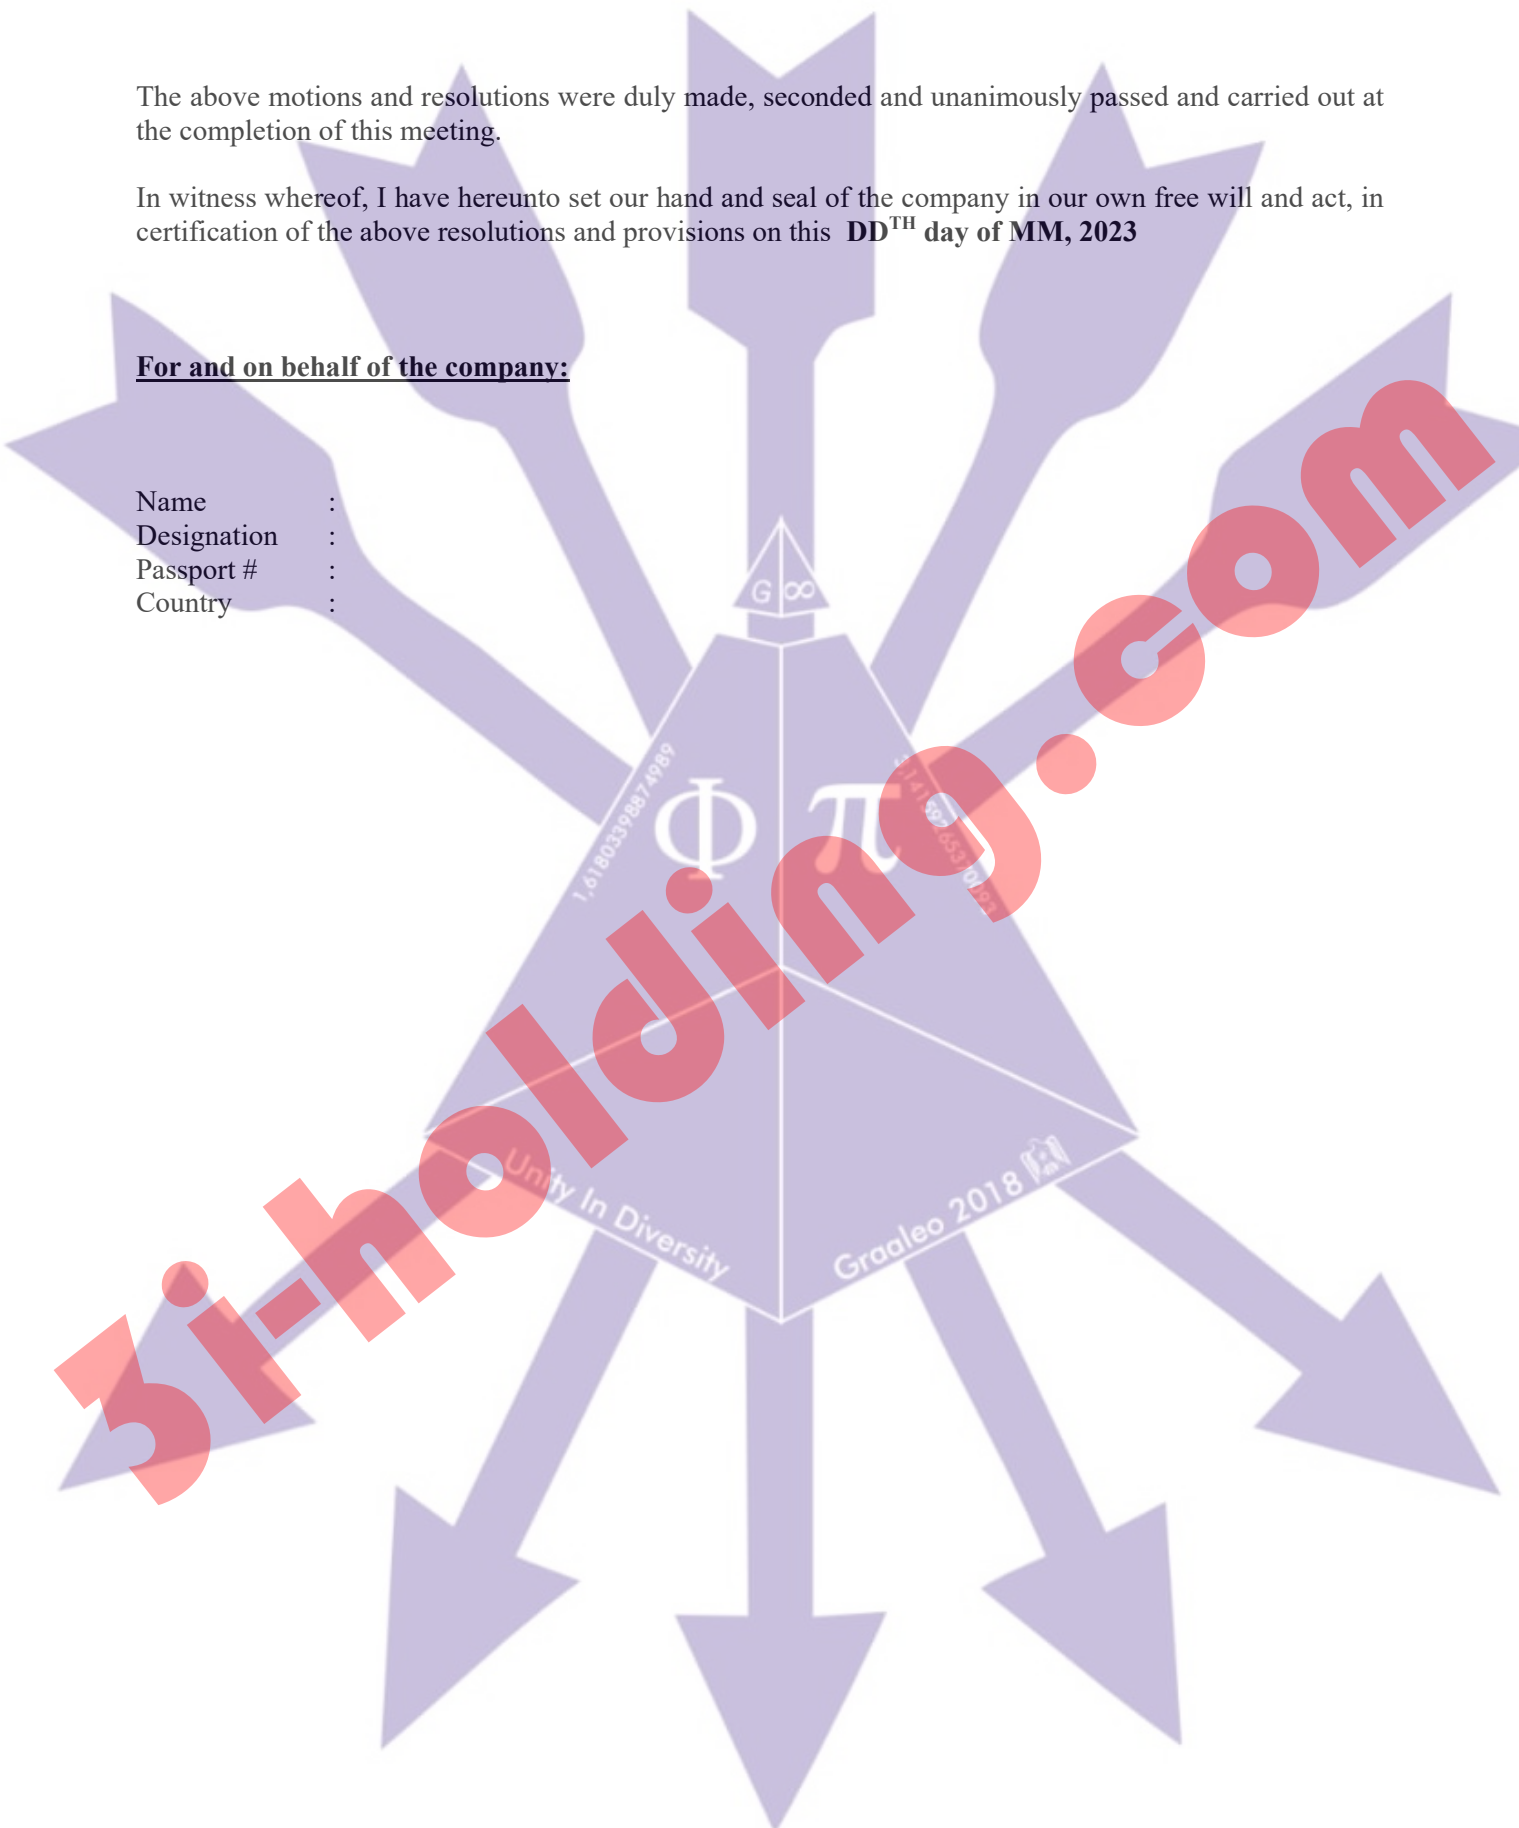 The above motions and resolutions were duly made, seconded and unanimously passed and carried out at
the completion of this meeting.
In witness whereof, I have hereunto set our hand and seal of the company in our own free will and act, in
certification of the above resolutions and provisions on this DDTH day of MM, 2023
For and on behalf of the company:
Name :
Designation :
Passport # :
Country :
G ∞
Φ π
1,618033988874989
Unity In Diversity
Graaleo 2018
3i-holding.com